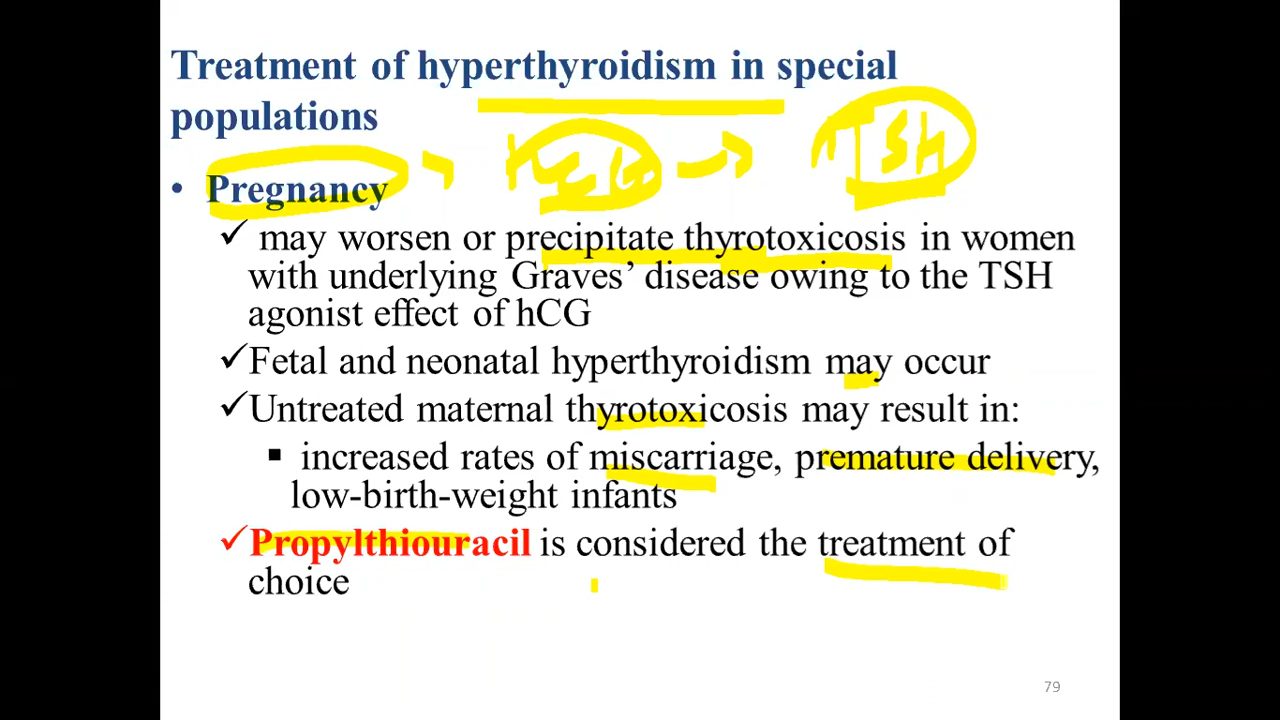 Treatment of hyperthyroidism in special
populations
HCG TSH
• Pregnancy
✓ may worsen or precipitate thyrotoxicosis in women
with underlying Graves’ disease owing to the TSH
agonist effect of hCG
✓Fetal and neonatal hyperthyroidism may occur
✓Untreated maternal thyrotoxicosis may result in:
▪ increased rates of miscarriage, premature delivery,
low-birth-weight infants
✓Propylthiouracil is considered the treatment of
choice
79